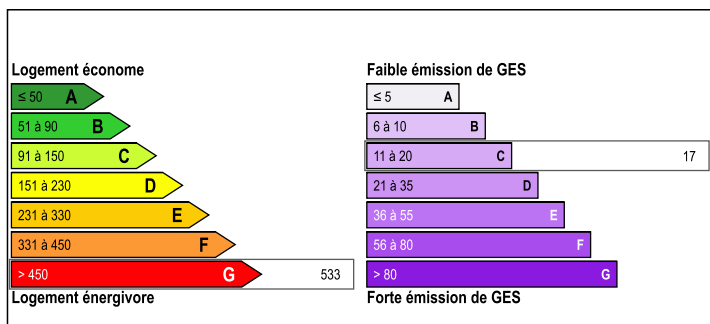 Logement économe
≤ 50 A
51 à 90 B
91 à 150 C
151 à 230 D
231 à 330 E
331 à 450 F
> 450 G 533
Logement énergivore
Faible émission de GES
≤ 5 A
6 à 10 B
11 à 20 C 17
21 à 35 D
36 à 55 E
56 à 80 F
> 80 G
Forte émission de GES